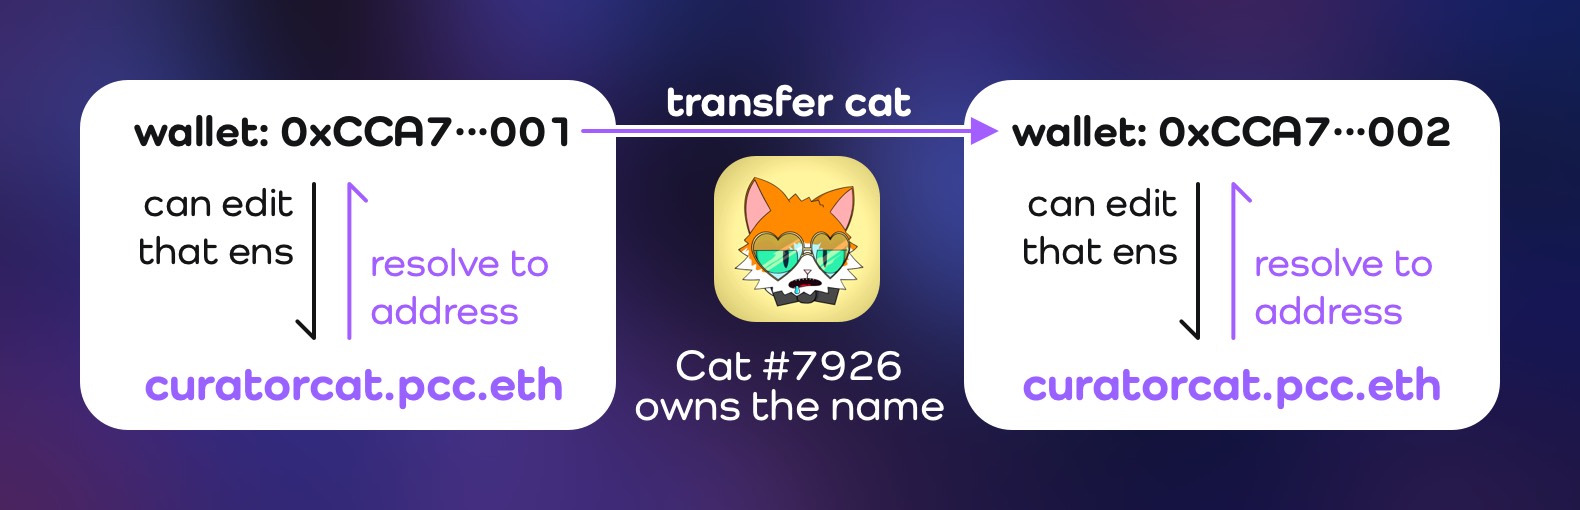 transfer cat
wallet: 0xCCA7···001
can edit
that ens
resolve to
address
curatorcat.pcc.eth
Cat #7926
owns the name
wallet: 0xCCA7···002
can edit
that ens
resolve to
address
curatorcat.pcc.eth